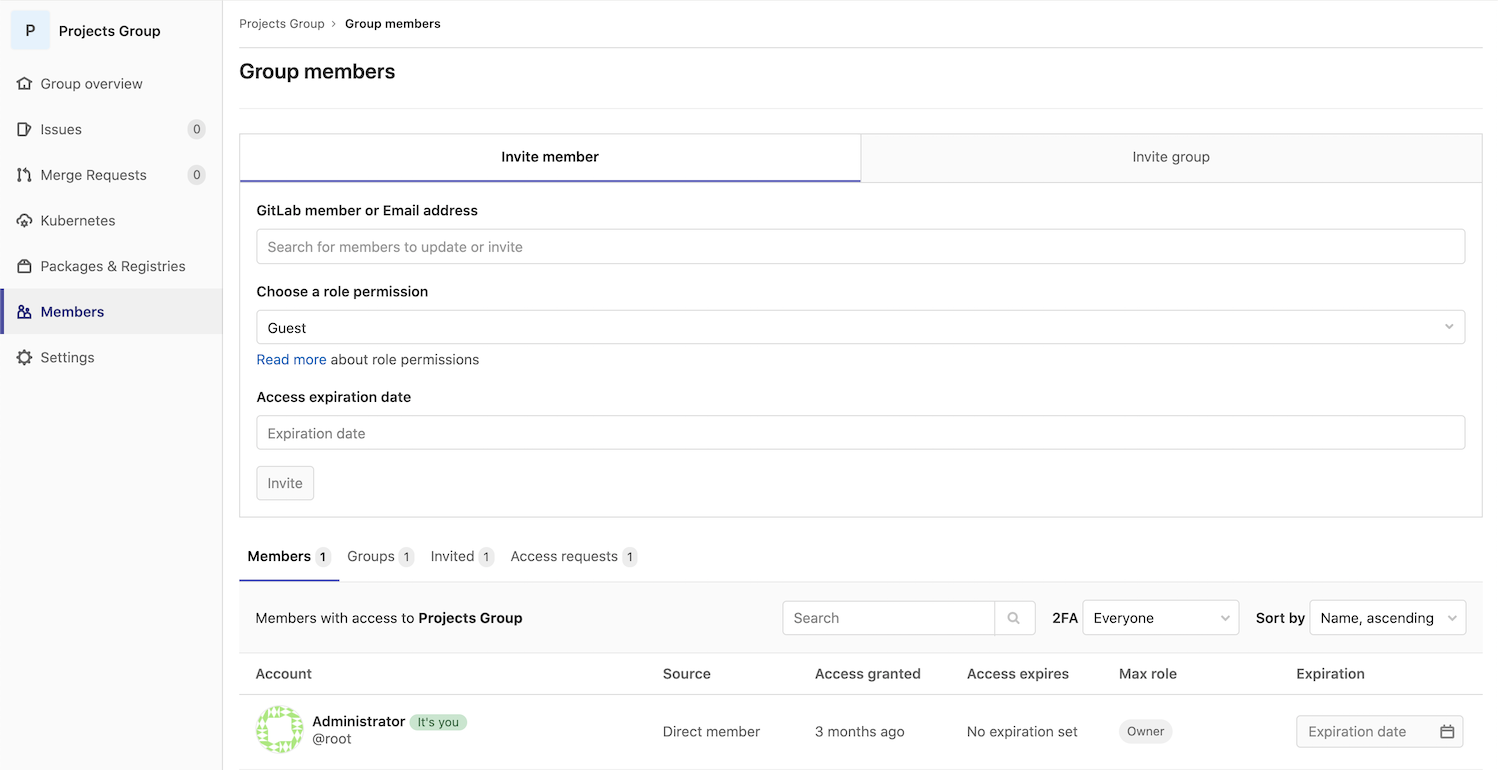 P Projects Group
Group overview
Issues 0
Merge Requests 0
Kubernetes
Packages & Registries
Members
Settings
Projects Group › Group members
Group members
Invite member Invite group
GitLab member or Email address
Search for members to update or invite
Choose a role permission
Guest
Read more about role permissions
Access expiration date
Expiration date
Invite
Members 1 Groups 1 Invited 1 Access requests 1
Members with access to Projects Group Search 2FA Everyone Sort by Name, ascending
Account Source Access granted Access expires Max role Expiration
Administrator It's you
@root Direct member 3 months ago No expiration set Owner Expiration date